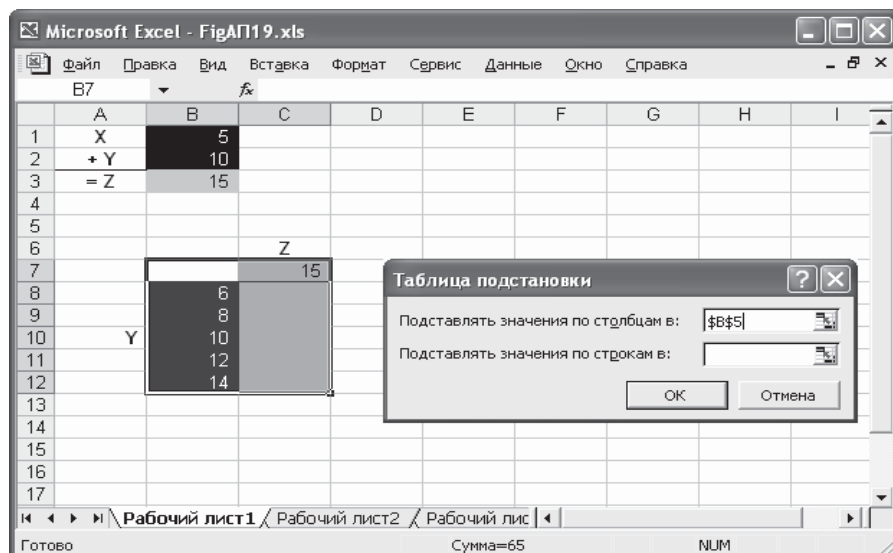 Microsoft Excel - FigАП19.xls
Файл Правка Вид Вставка Формат Сервис Данные Окно Справка
B7 fx
A B C D E F G H I
1 X 5
2 + Y 10
3 = Z 15
4
5
6 Z
7 15
8 6
9 8
10 Y 10
11 12
12 14
13
14
15
16
17
Таблица подстановки
Подставлять значения по столбцам в: $B$5
Подставлять значения по строкам в:
ОК Отмена
Рабочий лист1 Рабочий лист2 Рабочий лис
Готово Сумма=65 NUM